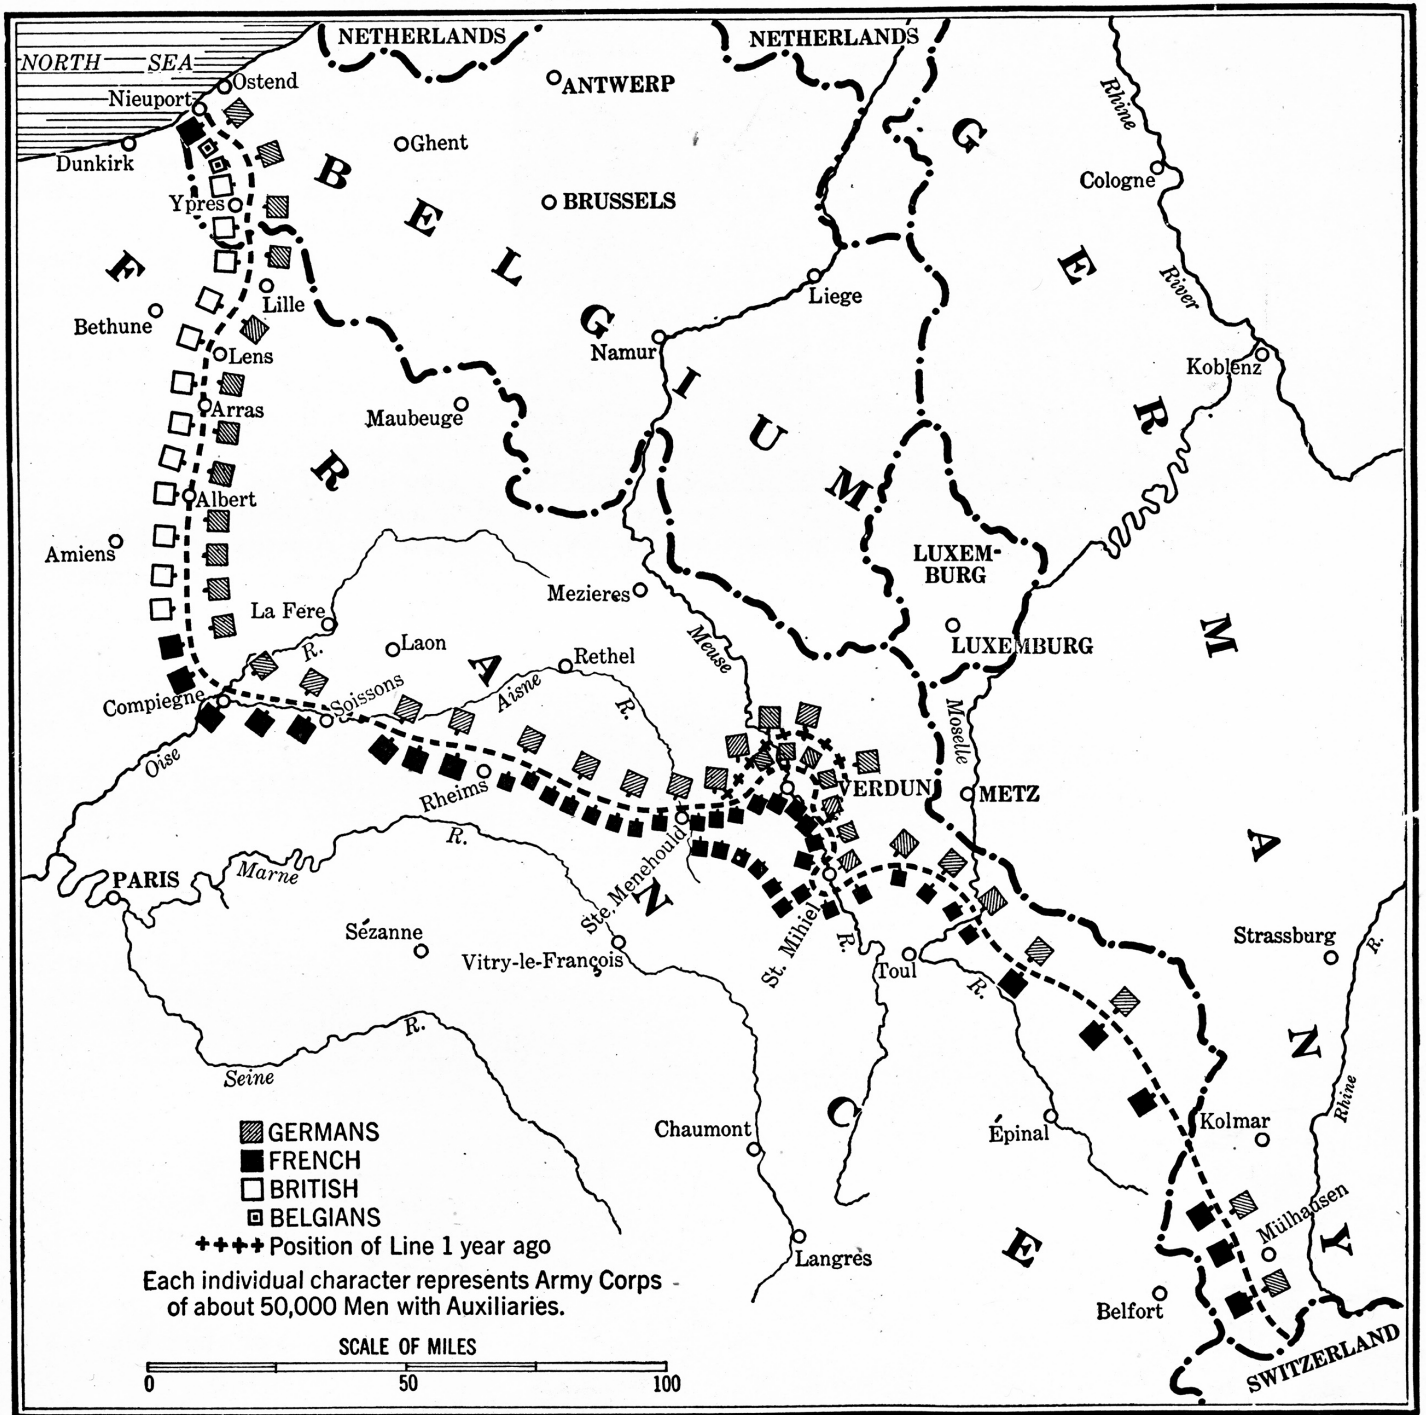 NETHERLANDS
NETHERLANDS
NORTH SEA
Ostend
Nieuport
ANTWERP
Rhine
Dunkirk
Ghent
Cologne
Ypres
BRUSSELS
BELGIUM
FRANCE
GERMANY
River
Lille
Liege
Bethune
Lens
Namur
Koblenz
Arras
Maubeuge
Albert
Amiens
LUXEM-
BURG
Mezieres
La Fere
R.
Laon
Meuse
LUXEMBURG
Rethel
Compiegne
Soissons
Aisne
R.
Moselle
Oise
Rheims
VERDUN
METZ
R.
Marne
PARIS
Ste. Menehould
Sézanne
Vitry-le-François
St. Mihiel
R.
Toul
R.
Strassburg
R.
R.
Seine
Rhine
Chaumont
Épinal
Kolmar
GERMANS
FRENCH
BRITISH
BELGIANS
Position of Line 1 year ago
Each individual character represents Army Corps
of about 50,000 Men with Auxiliaries.
Langres
Mülhausen
Belfort
SWITZERLAND
SCALE OF MILES
0 50 100